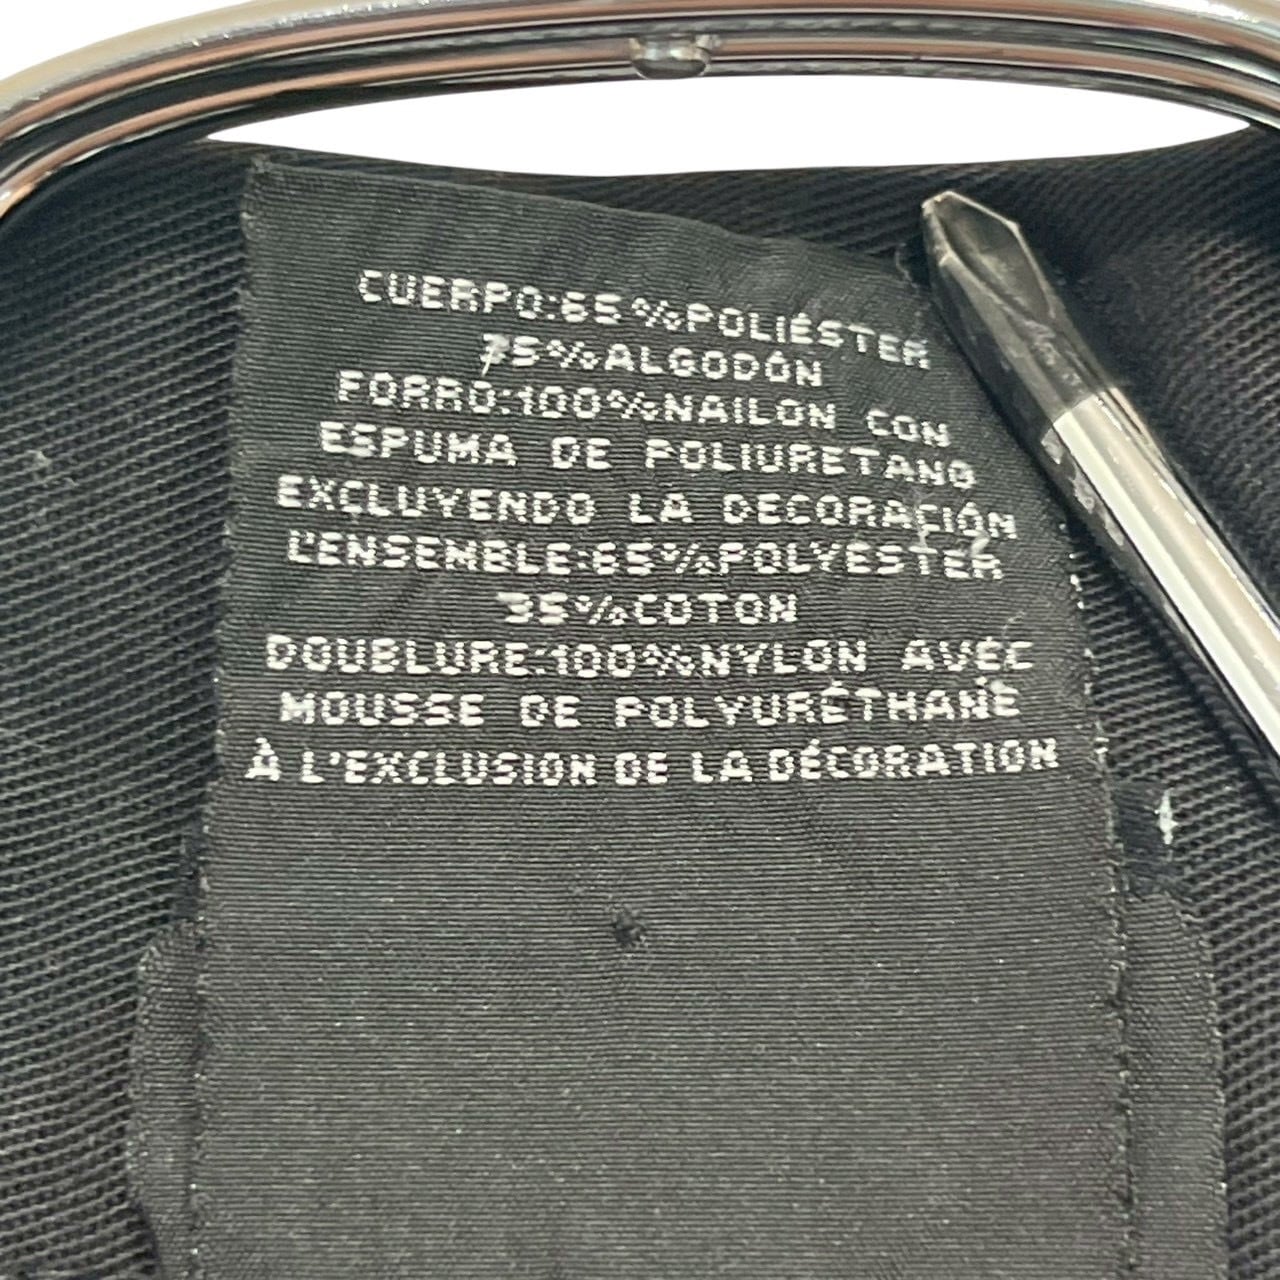 CUERPO:65%POLIÉSTER
35%ALGODÓN
FORRO:100%NAILON CON
ESPUMA DE POLIURETANO
EXCLUYENDO LA DECORACIÓN
L'ENSEMBLE:65%POLYESTER
35%COTON
DOUBLURE:100%NYLON AVEC
MOUSSE DE POLYURÉTHANE
À L'EXCLUSION DE LA DÉCORATION